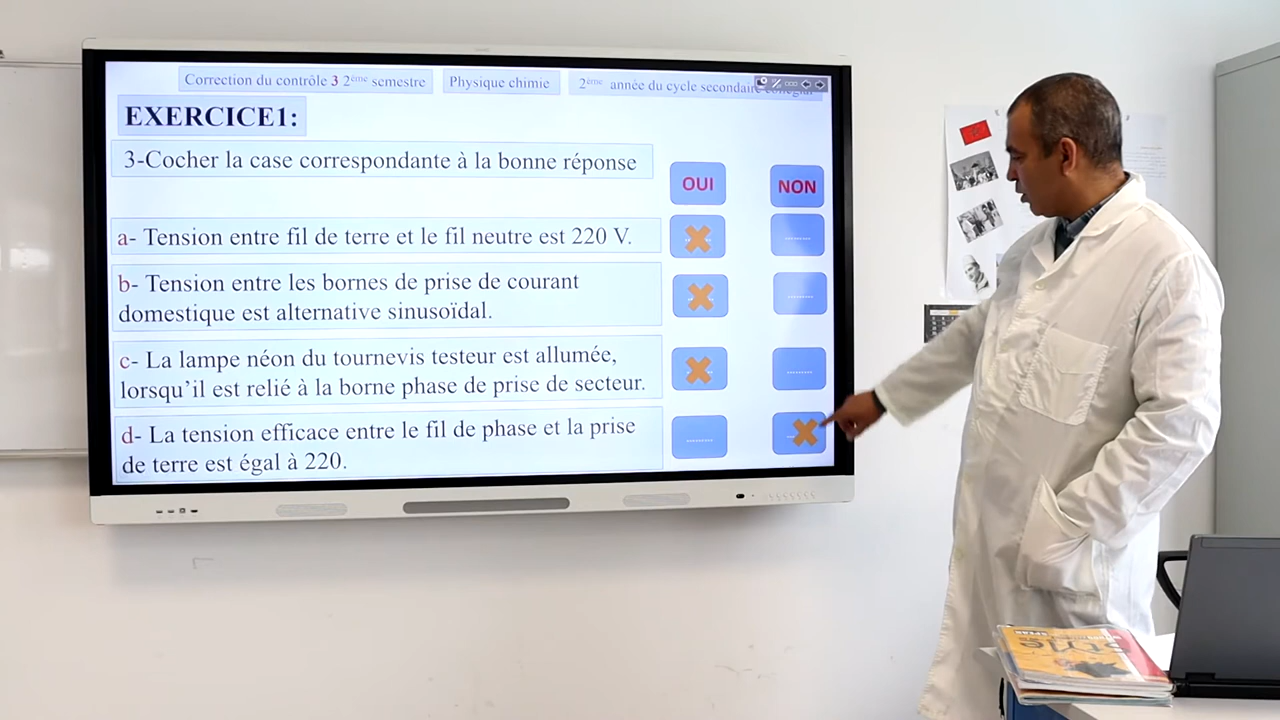 Correction du contrôle 3 2ème semestre
Physique chimie
2ème année du cycle secondaire collégial
EXERCICE1:
3-Cocher la case correspondante à la bonne réponse
OUI
NON
a- Tension entre fil de terre et le fil neutre est 220 V.
b- Tension entre les bornes de prise de courant
domestique est alternative sinusoïdal.
c- La lampe néon du tournevis testeur est allumée,
lorsqu'il est relié à la borne phase de prise de secteur.
d- La tension efficace entre le fil de phase et la prise
de terre est égal à 220.